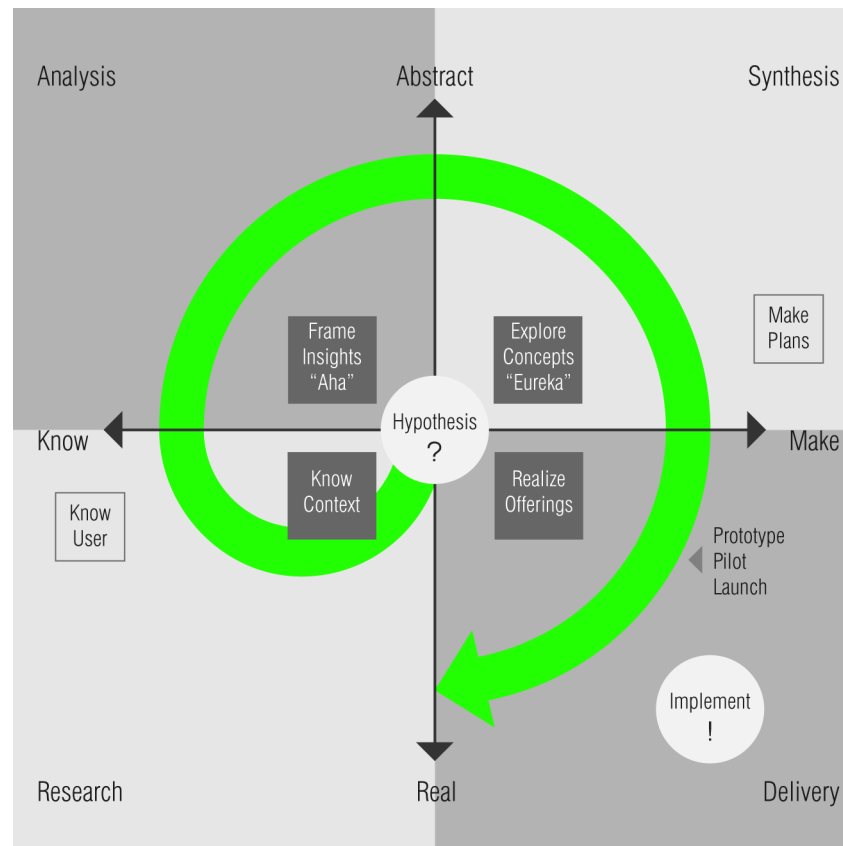 Analysis
Abstract
Synthesis
Frame
Insights
“Aha”
Explore
Concepts
“Eureka”
Make
Plans
Know
Hypothesis
?
Make
Know
User
Know
Context
Realize
Offerings
Prototype
Pilot
Launch
Implement
!
Research
Real
Delivery